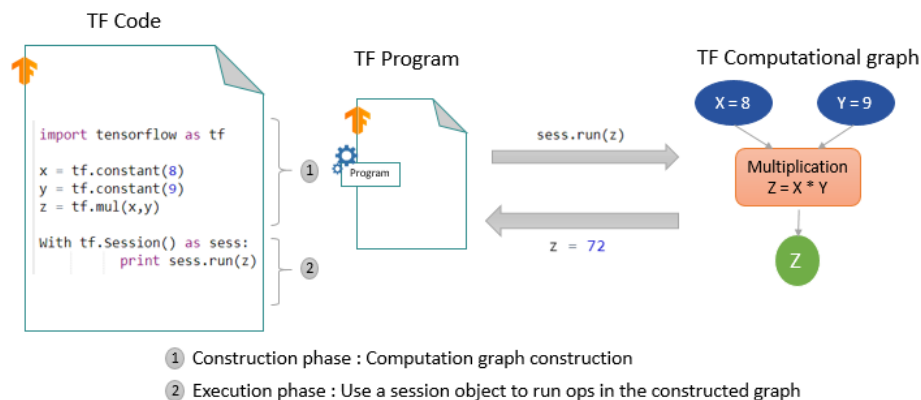 TF Code
import tensorflow as tf
x = tf.constant(8)
y = tf.constant(9)
z = tf.mul(x,y)
With tf.Session() as sess:
print sess.run(z)
1
2
TF Program
Program
sess.run(z)
z = 72
TF Computational graph
X = 8
Y = 9
Multiplication
Z = X * Y
Z
1 Construction phase : Computation graph construction
2 Execution phase : Use a session object to run ops in the constructed graph